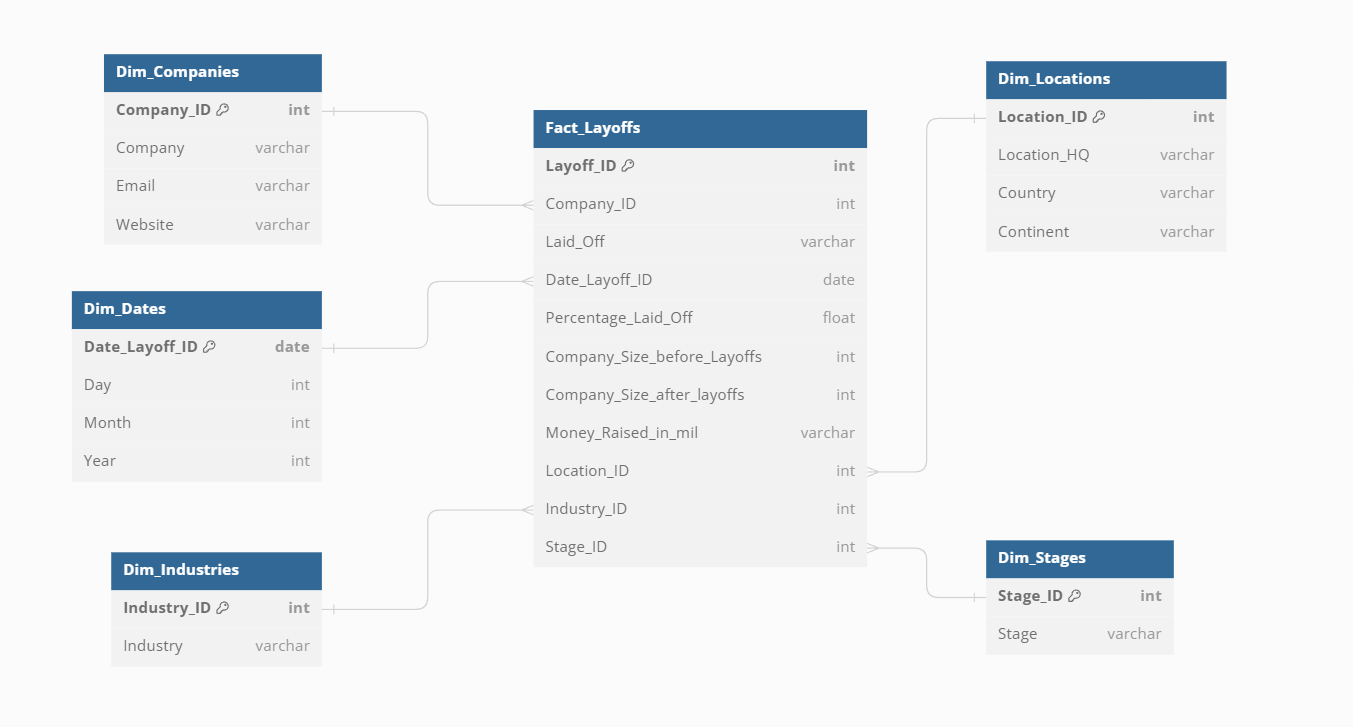 Dim_Companies
Company_ID int
Company varchar
Email varchar
Website varchar
Dim_Dates
Date_Layoff_ID date
Day int
Month int
Year int
Dim_Industries
Industry_ID int
Industry varchar
Fact_Layoffs
Layoff_ID int
Company_ID int
Laid_Off varchar
Date_Layoff_ID date
Percentage_Laid_Off float
Company_Size_before_Layoffs int
Company_Size_after_layoffs int
Money_Raised_in_mil varchar
Location_ID int
Industry_ID int
Stage_ID int
Dim_Locations
Location_ID int
Location_HQ varchar
Country varchar
Continent varchar
Dim_Stages
Stage_ID int
Stage varchar